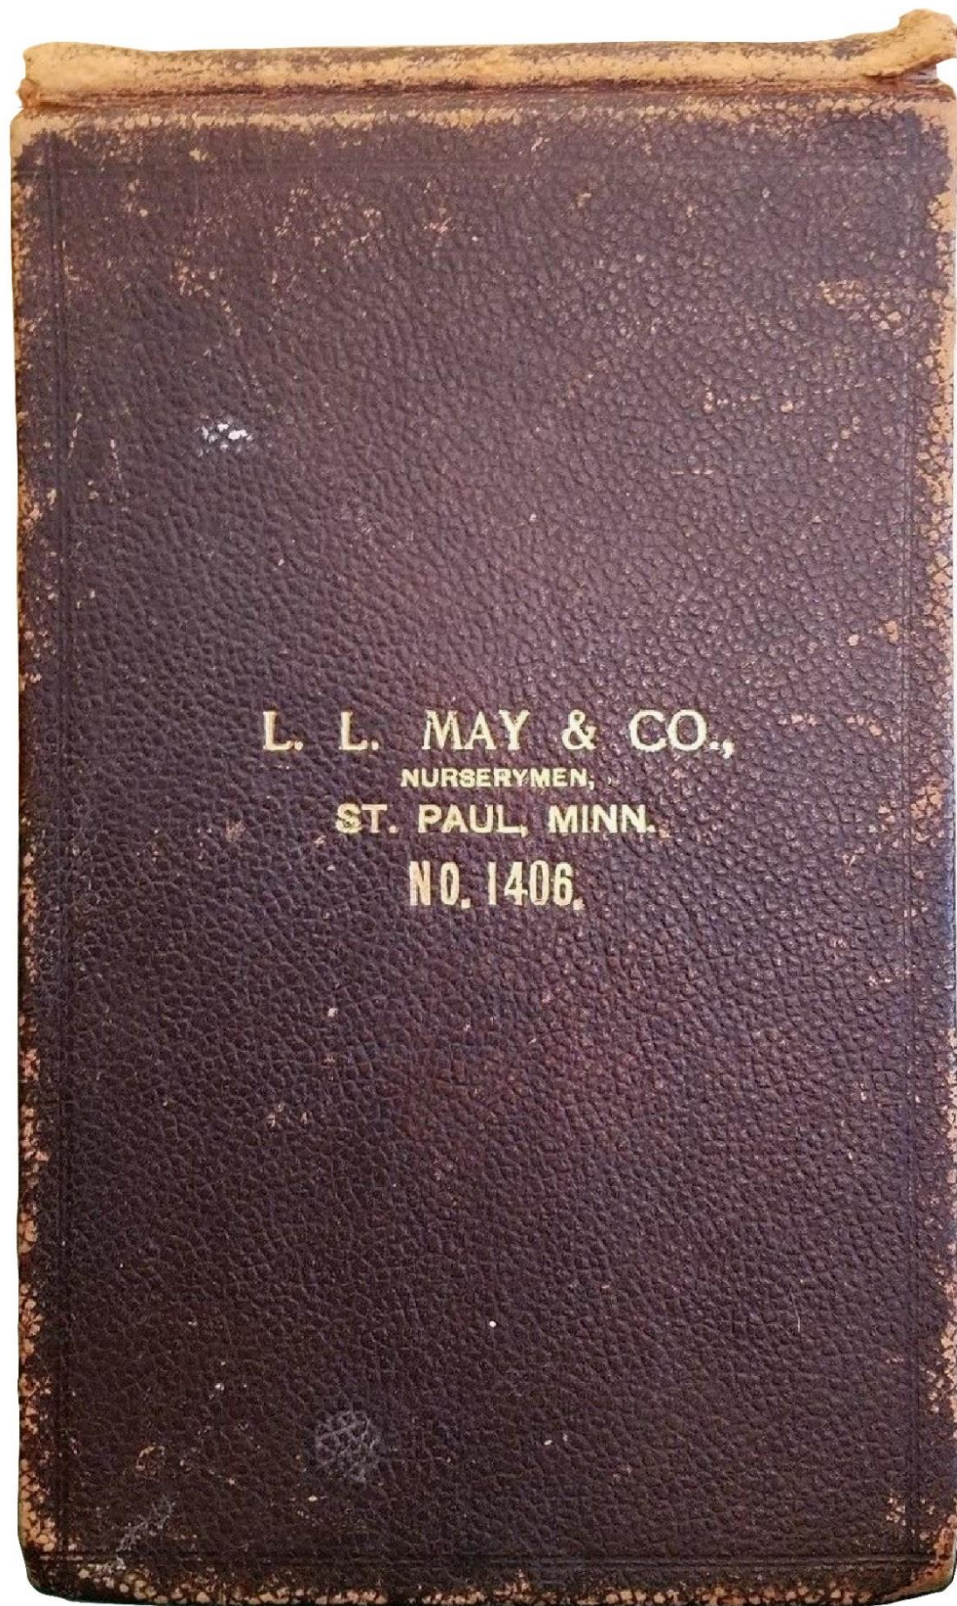 L. L. MAY & CO.,
NURSERYMEN,
ST. PAUL, MINN.
NO. 1406.